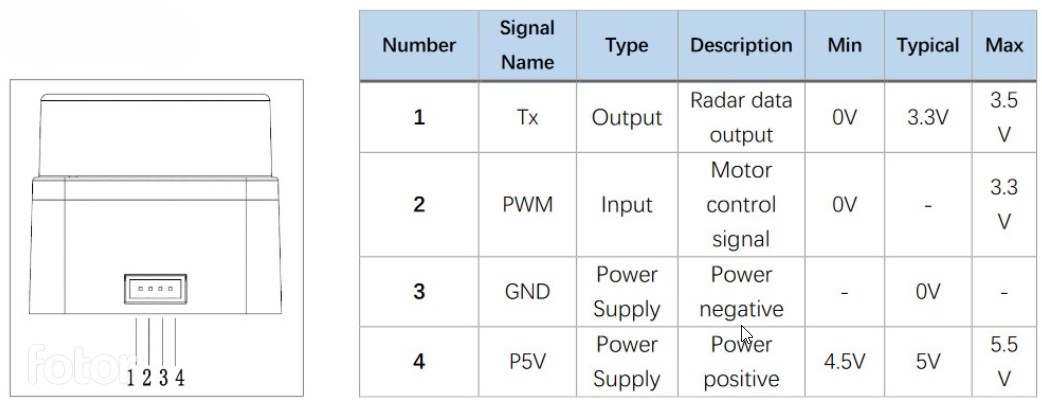 Number Signal Name Type Description Min Typical Max
1 Tx Output Radar data output 0V 3.3V 3.5 V
2 PWM Input Motor control signal 0V - 3.3 V
3 GND Power Supply Power negative - 0V -
4 P5V Power Supply Power positive 4.5V 5V 5.5 V
fotor
1 2 3 4